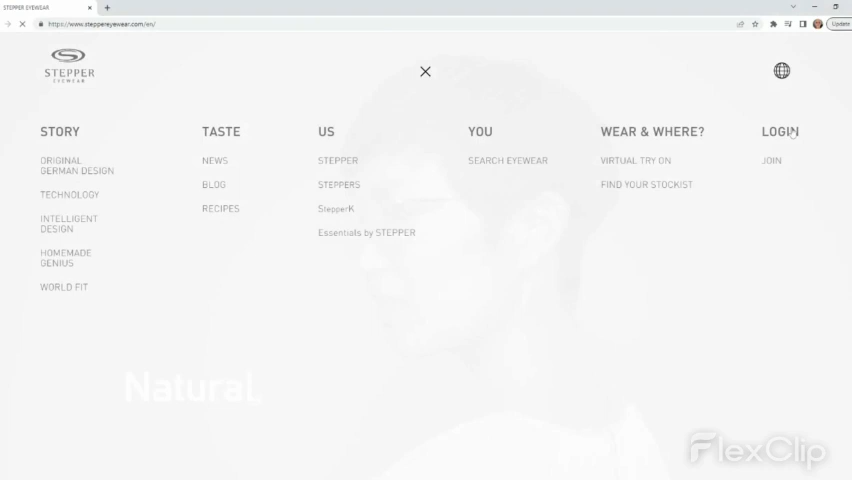 STEPPER EYEWEAR
https://www.steppereyewear.com/en/
Update
STEPPER
EYEWEAR
STORY
ORIGINAL
GERMAN DESIGN
TECHNOLOGY
INTELLIGENT
DESIGN
HOMEMADE
GENIUS
WORLD FIT
TASTE
NEWS
BLOG
RECIPES
US
STEPPER
STEPPERS
StepperK
Essentials by STEPPER
YOU
SEARCH EYEWEAR
WEAR & WHERE?
VIRTUAL TRY ON
FIND YOUR STOCKIST
LOGIN
JOIN
Natural.
FlexClip